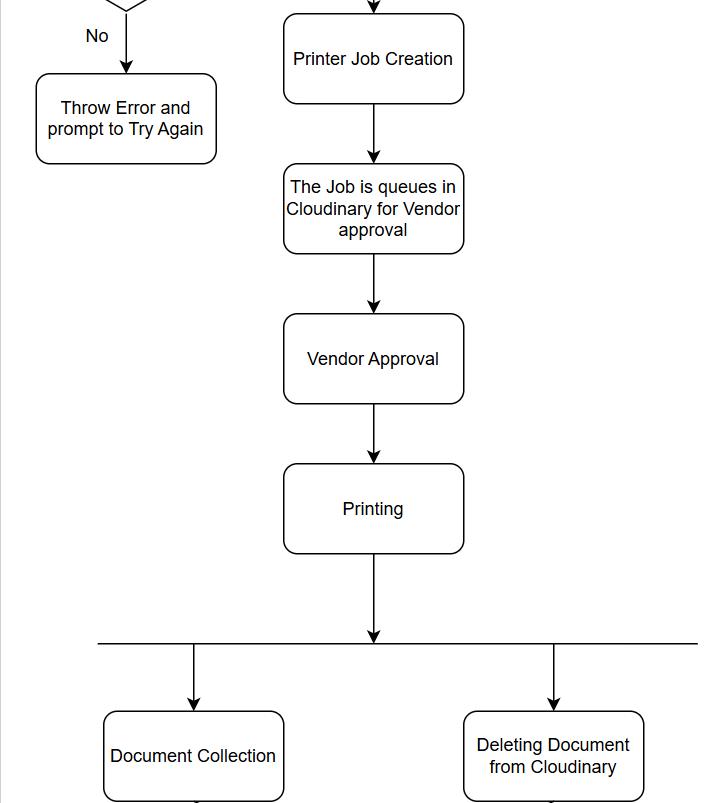 No
Printer Job Creation
Throw Error and
prompt to Try Again
The Job is queues in
Cloudinary for Vendor
approval
Vendor Approval
Printing
Document Collection
Deleting Document
from Cloudinary